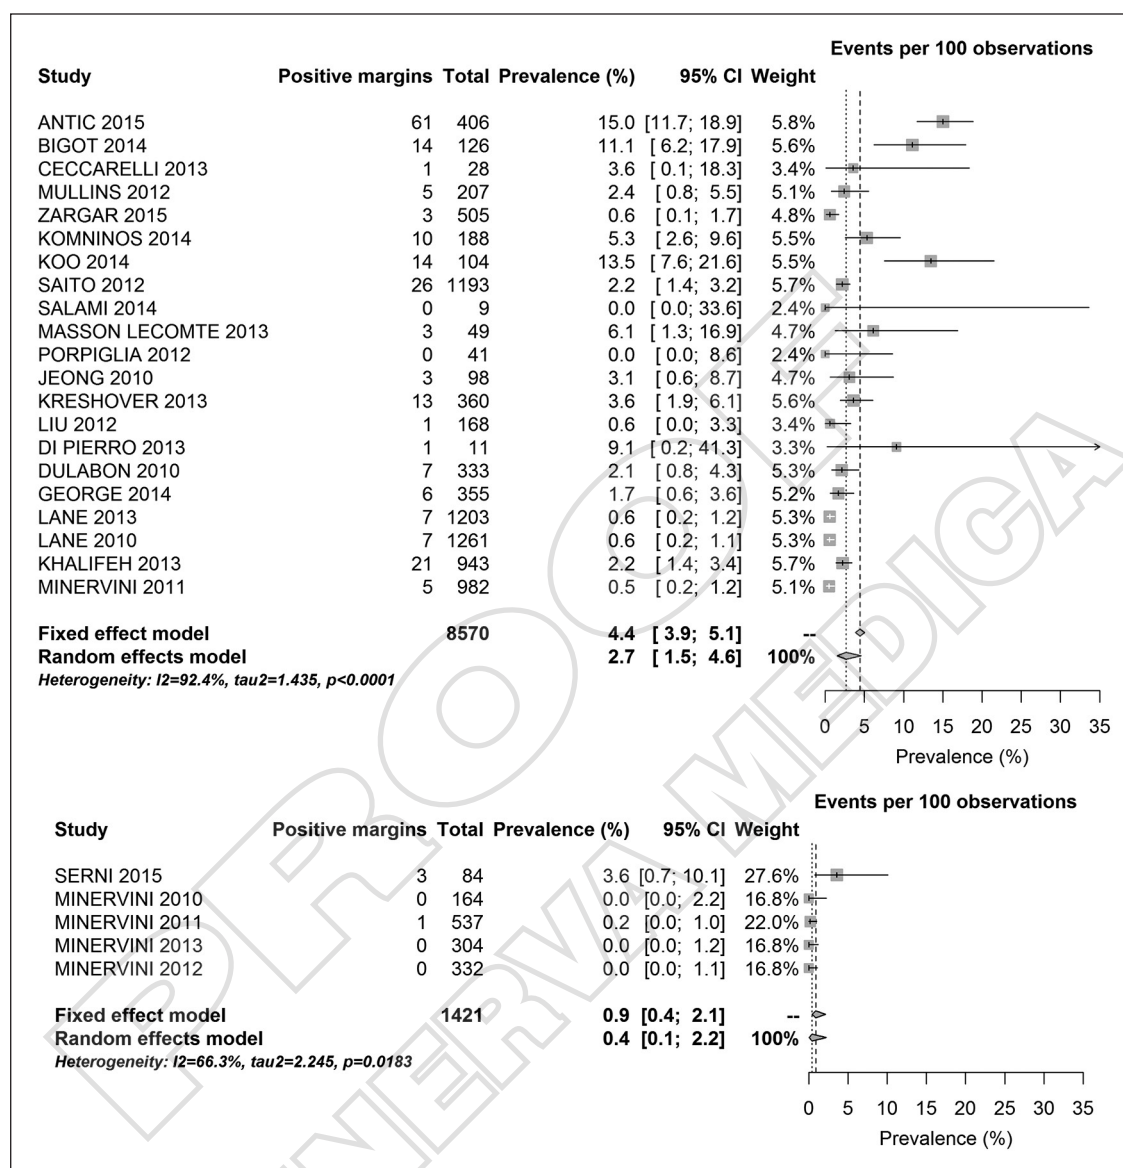 Events per 100 observations
Study Positive margins Total Prevalence (%) 95% CI Weight
ANTIC 2015 61 406 15.0 [11.7; 18.9] 5.8%
BIGOT 2014 14 126 11.1 [ 6.2; 17.9] 5.6%
CECCARELLI 2013 1 28 3.6 [ 0.1; 18.3] 3.4%
MULLINS 2012 5 207 2.4 [ 0.8; 5.5] 5.1%
ZARGAR 2015 3 505 0.6 [ 0.1; 1.7] 4.8%
KOMNINOS 2014 10 188 5.3 [ 2.6; 9.6] 5.5%
KOO 2014 14 104 13.5 [ 7.6; 21.6] 5.5%
SAITO 2012 26 1193 2.2 [ 1.4; 3.2] 5.7%
SALAMI 2014 0 9 0.0 [ 0.0; 33.6] 2.4%
MASSON LECOMTE 2013 3 49 6.1 [ 1.3; 16.9] 4.7%
PORPIGLIA 2012 0 41 0.0 [ 0.0; 8.6] 2.4%
JEONG 2010 3 98 3.1 [ 0.6; 8.7] 4.7%
KRESHOVER 2013 13 360 3.6 [ 1.9; 6.1] 5.6%
LIU 2012 1 168 0.6 [ 0.0; 3.3] 3.4%
DI PIERRO 2013 1 11 9.1 [ 0.2; 41.3] 3.3%
DULABON 2010 7 333 2.1 [ 0.8; 4.3] 5.3%
GEORGE 2014 6 355 1.7 [ 0.6; 3.6] 5.2%
LANE 2013 7 1203 0.6 [ 0.2; 1.2] 5.3%
LANE 2010 7 1261 0.6 [ 0.2; 1.1] 5.3%
KHALIFEH 2013 21 943 2.2 [ 1.4; 3.4] 5.7%
MINERVINI 2011 5 982 0.5 [ 0.2; 1.2] 5.1%
Fixed effect model 8570 4.4 [ 3.9; 5.1] --
Random effects model 2.7 [ 1.5; 4.6] 100%
Heterogeneity: I2=92.4%, tau2=1.435, p<0.0001
0 5 10 15 20 25 30 35
Prevalence (%)
Events per 100 observations
Study Positive margins Total Prevalence (%) 95% CI Weight
SERNI 2015 3 84 3.6 [0.7; 10.1] 27.6%
MINERVINI 2010 0 164 0.0 [0.0; 2.2] 16.8%
MINERVINI 2011 1 537 0.2 [0.0; 1.0] 22.0%
MINERVINI 2013 0 304 0.0 [0.0; 1.2] 16.8%
MINERVINI 2012 0 332 0.0 [0.0; 1.1] 16.8%
Fixed effect model 1421 0.9 [0.4; 2.1] --
Random effects model 0.4 [0.1; 2.2] 100%
Heterogeneity: I2=66.3%, tau2=2.245, p=0.0183
0 5 10 15 20 25 30 35
Prevalence (%)
PROOF
MINERVA MEDICA